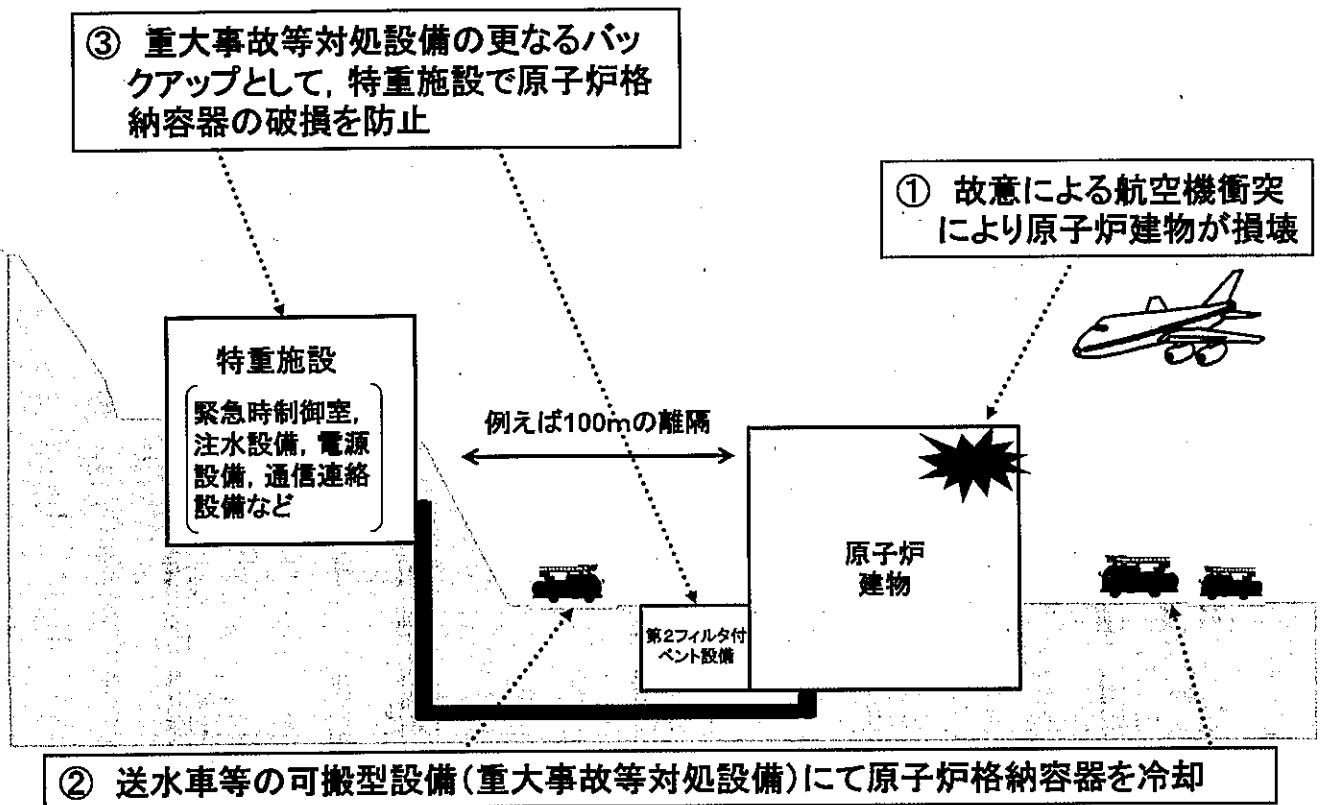 ③ 重大事故等対処設備の更なるバッ
クアップとして，特重施設で原子炉格
納容器の破損を防止
① 故意による航空機衝突
により原子炉建物が損壊
特重施設
緊急時制御室，
注水設備，電源
設備，通信連絡
設備など
例えば100mの離隔
原子炉
建物
第2フィルタ付
ベント設備
② 送水車等の可搬型設備（重大事故等対処設備）にて原子炉格納容器を冷却